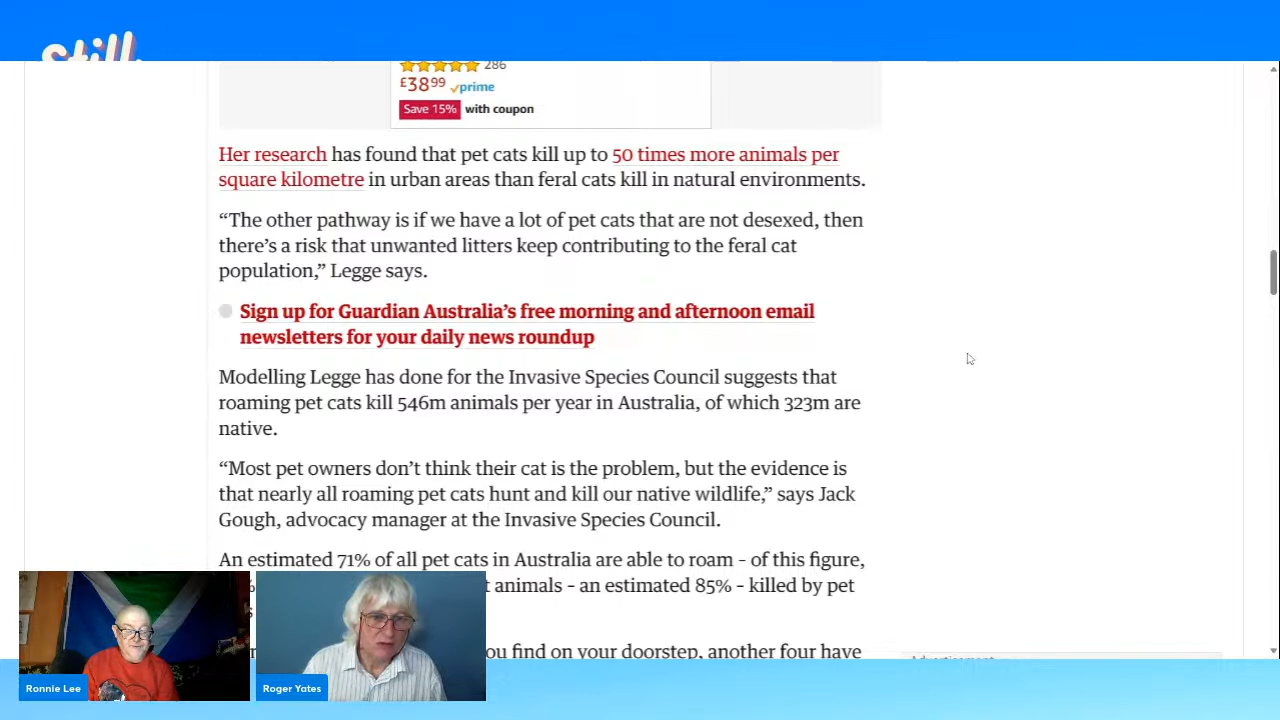 Still
286
£38.99 prime
Save 15% with coupon
Her research has found that pet cats kill up to 50 times more animals per
square kilometre in urban areas than feral cats kill in natural environments.
“The other pathway is if we have a lot of pet cats that are not desexed, then
there’s a risk that unwanted litters keep contributing to the feral cat
population,” Legge says.
Sign up for Guardian Australia’s free morning and afternoon email
newsletters for your daily news roundup
Modelling Legge has done for the Invasive Species Council suggests that
roaming pet cats kill 546m animals per year in Australia, of which 323m are
native.
“Most pet owners don’t think their cat is the problem, but the evidence is
that nearly all roaming pet cats hunt and kill our native wildlife,” says Jack
Gough, advocacy manager at the Invasive Species Council.
An estimated 71% of all pet cats in Australia are able to roam – of this figure,
animals – an estimated 85% – killed by pet
you find on your doorstep, another four have
Advertisement
Ronnie Lee
Roger Yates